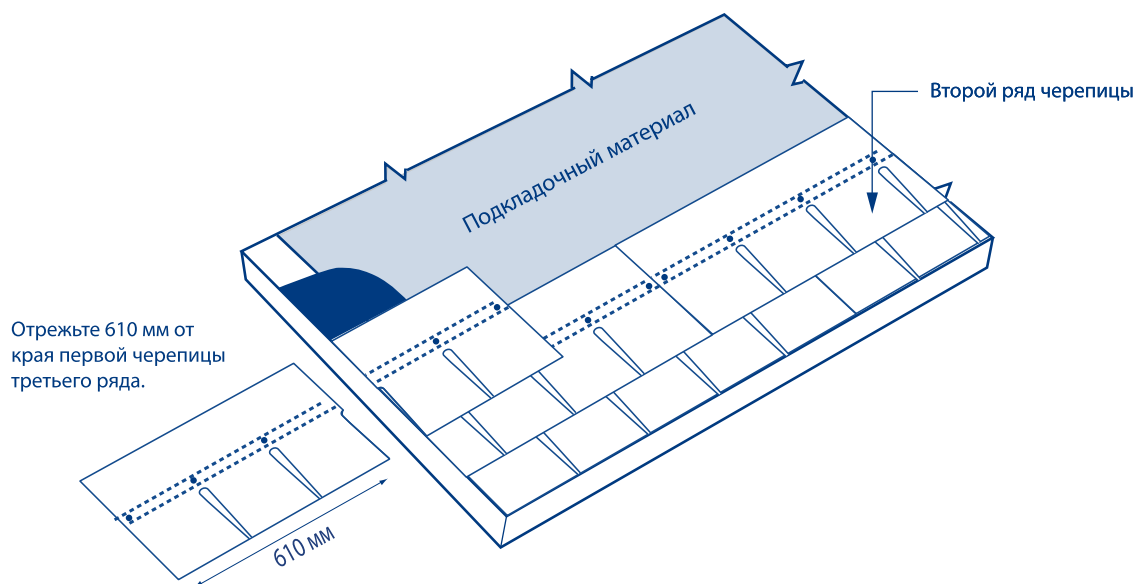 Второй ряд черепицы
Подкладочный материал
Отрежьте 610 мм от
края первой черепицы
третьего ряда.
610 мм